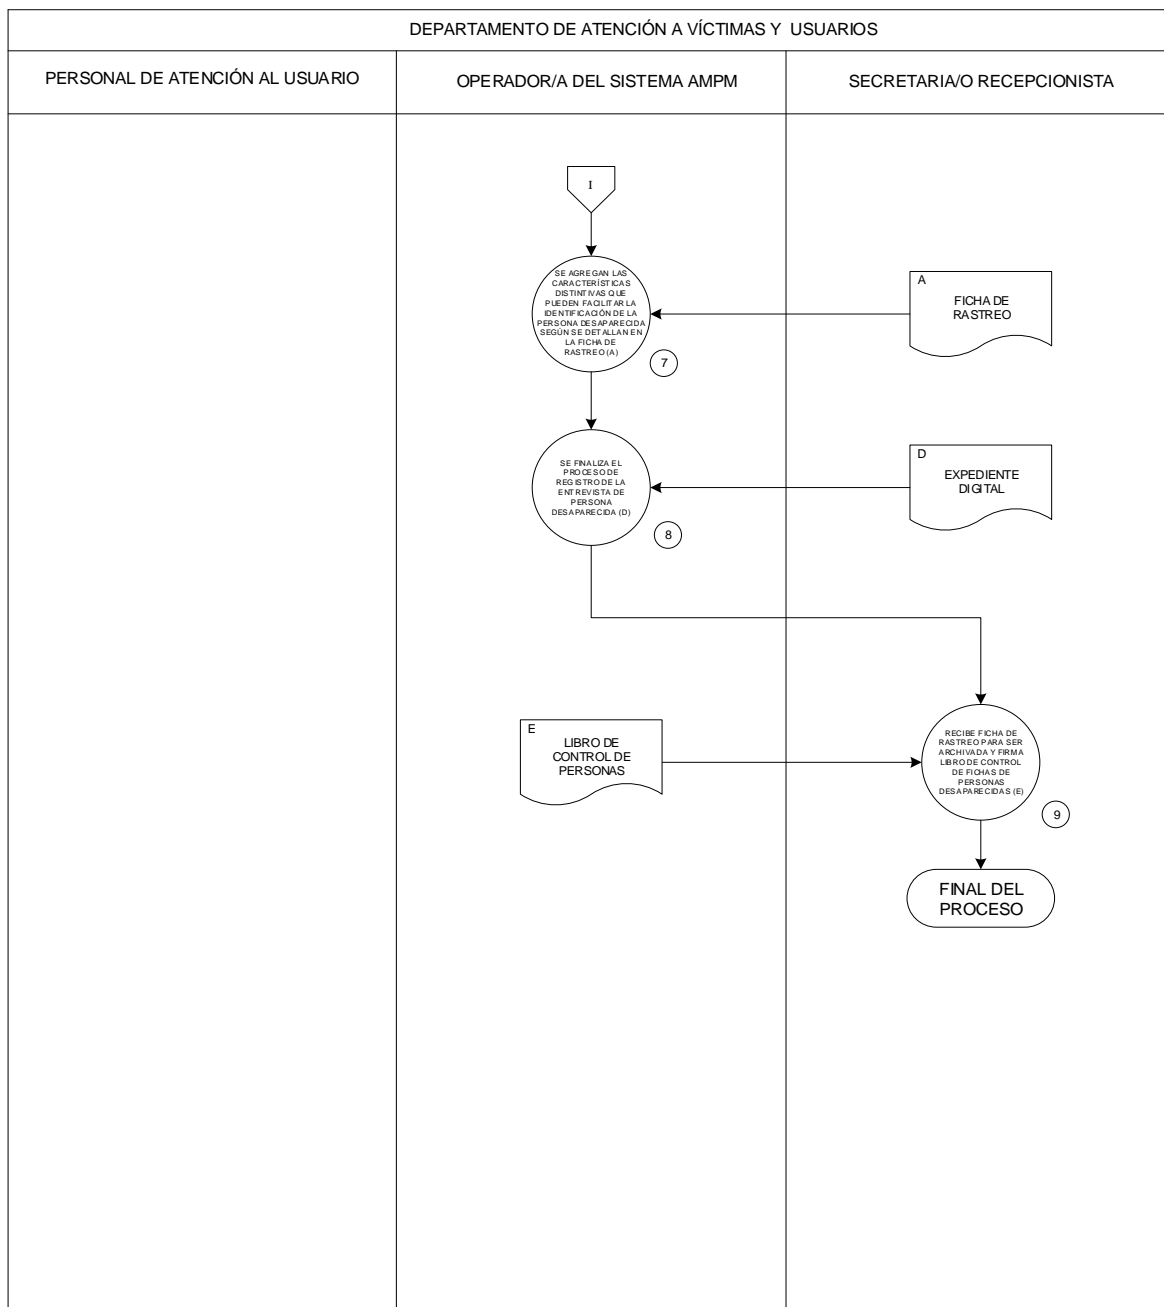 DEPARTAMENTO DE ATENCIÓN A VÍCTIMAS Y USUARIOS
PERSONAL DE ATENCIÓN AL USUARIO
OPERADOR/A DEL SISTEMA AMPM
SECRETARIA/O RECEPCIONISTA
I
SE AGREGAN LAS
CARACTERÍSTICAS
DISTINTIVAS QUE
PUEDEN FACILITAR LA
IDENTIFICACIÓN DE LA
PERSONA DESAPARECIDA
SEGÚN SE DETALLAN EN
LA FICHA DE
RASTREO (A)
7
A
FICHA DE
RASTREO
SE FINALIZA EL
PROCESO DE
REGISTRO DE LA
ENTREVISTA DE
PERSONA
DESAPARECIDA (D)
8
D
EXPEDIENTE
DIGITAL
E
LIBRO DE
CONTROL DE
PERSONAS
RECIBE FICHA DE
RASTREO PARA SER
ARCHIVADA Y FIRMA
LIBRO DE CONTROL
DE FICHAS DE
PERSONAS
DESAPARECIDAS (E)
9
FINAL DEL
PROCESO